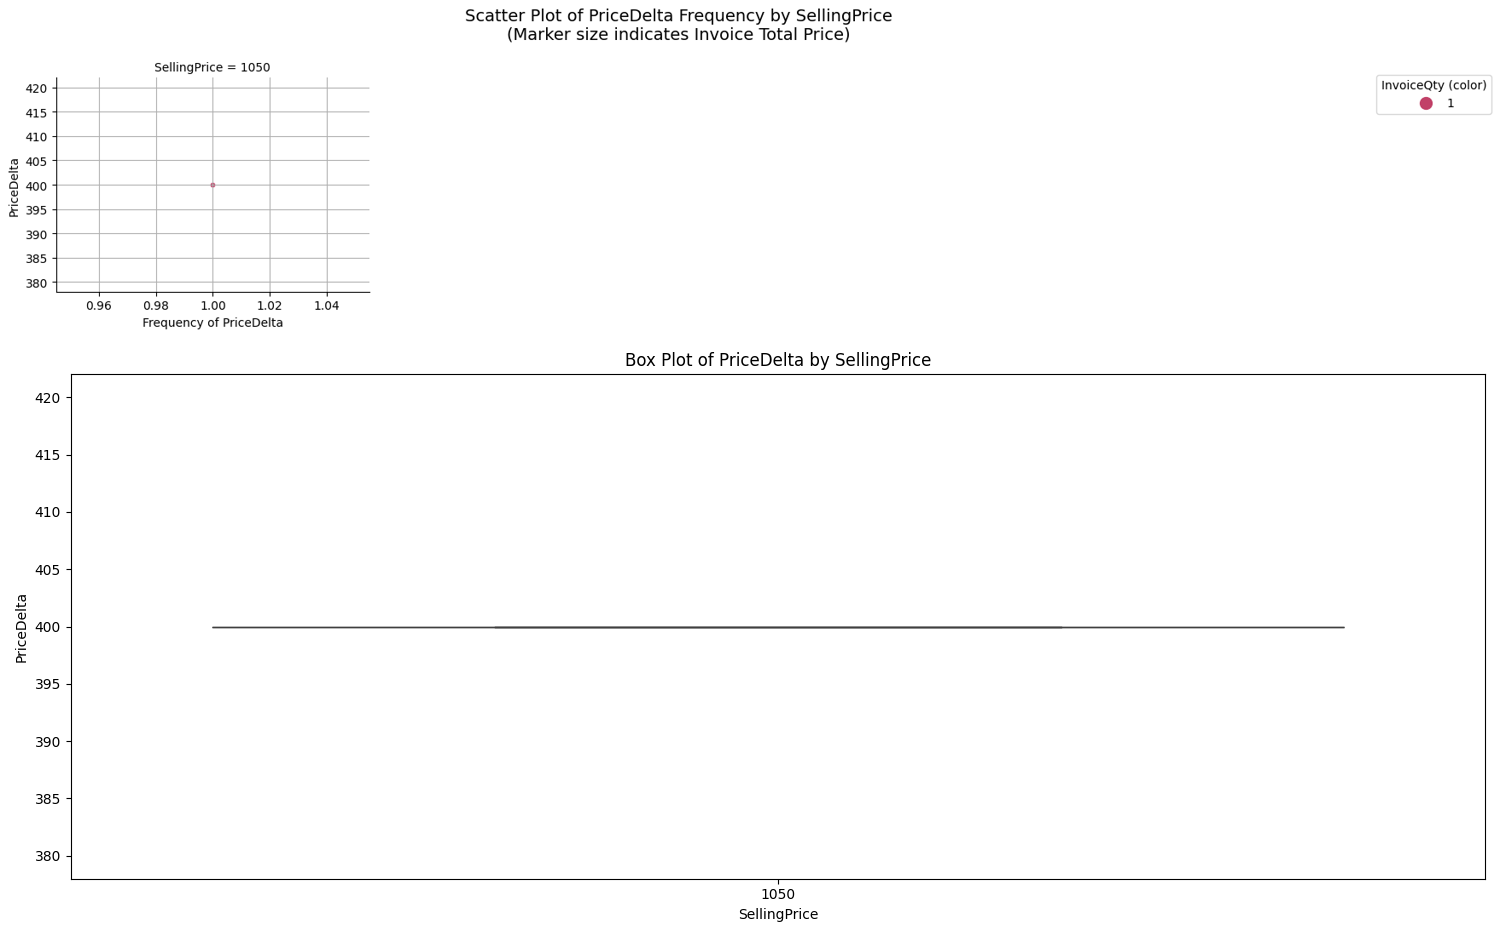 Scatter Plot of PriceDelta Frequency by SellingPrice
(Marker size indicates Invoice Total Price)
SellingPrice = 1050
420
415
410
405
400
395
390
385
380
PriceDelta
0.96 0.98 1.00 1.02 1.04
Frequency of PriceDelta
InvoiceQty (color)
1
Box Plot of PriceDelta by SellingPrice
420
415
410
405
400
395
390
385
380
PriceDelta
1050
SellingPrice